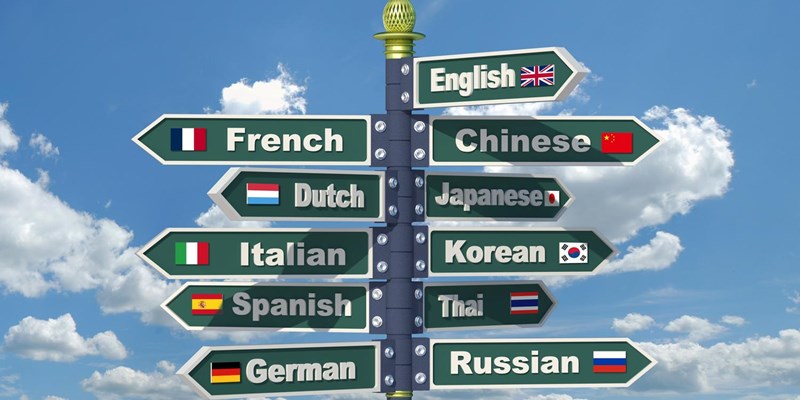 English
French
Chinese
Dutch
Japanese
Italian
Korean
Spanish
Thai
German
Russian